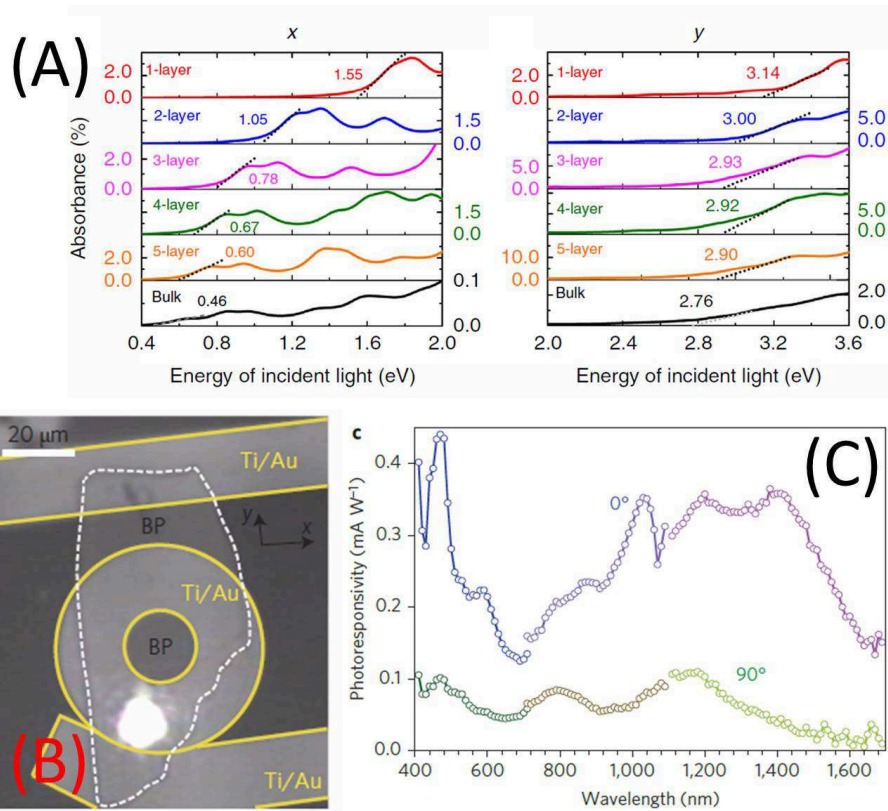 (A)
x
y
Absorbance (%)
1-layer
1.55
2.0
0.0
2-layer
1.05
1.5
0.0
3-layer
0.78
2.0
0.0
4-layer
0.67
1.5
0.0
5-layer
0.60
2.0
0.0
Bulk
0.46
0.1
0.0
0.4 0.8 1.2 1.6 2.0
Energy of incident light (eV)
1-layer
3.14
2.0
0.0
2-layer
3.00
5.0
0.0
3-layer
2.93
5.0
0.0
4-layer
2.92
5.0
0.0
5-layer
2.90
10.0
0.0
Bulk
2.76
2.0
0.0
2.0 2.4 2.8 3.2 3.6
Energy of incident light (eV)
20 μm
Ti/Au
BP
y
x
Ti/Au
BP
(B)
Ti/Au
c
(C)
Photoresponsivity (mA W⁻¹)
0.4
0.3
0.2
0.1
0.0
0°
90°
400 600 800 1,000 1,200 1,400 1,600
Wavelength (nm)